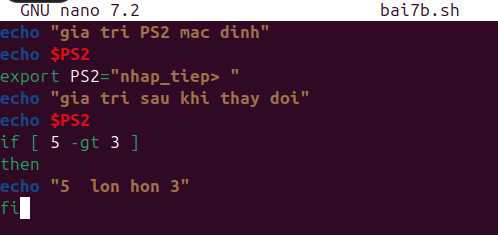 GNU nano 7.2 bai7b.sh
echo "gia tri PS2 mac dinh"
echo $PS2
export PS2="nhap_tiep> "
echo "gia tri sau khi thay doi"
echo $PS2
if [ 5 -gt 3 ]
then
echo "5  lon hon 3"
fi